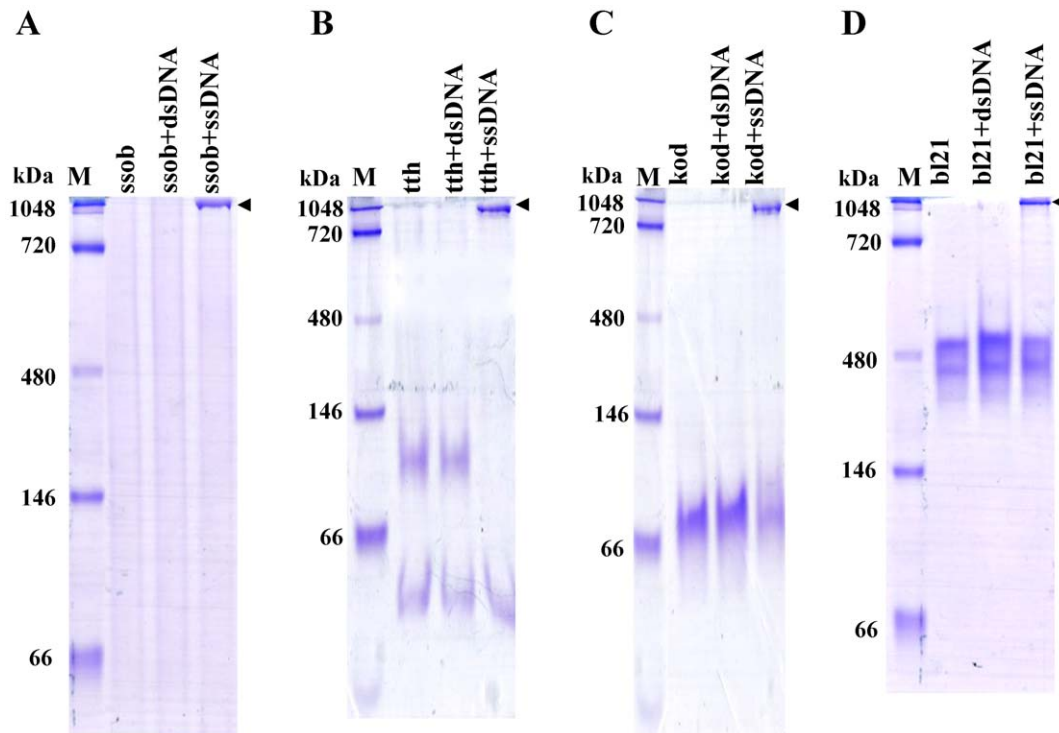 A
kDa M ssob ssob+dsDNA ssob+ssDNA
1048
720
480
146
66
B
kDa M tth tth+dsDNA tth+ssDNA
1048
720
480
146
66
C
kDa M kod kod+dsDNA kod+ssDNA
1048
720
480
146
66
D
kDa M bl21 bl21+dsDNA bl21+ssDNA
1048
720
480
146
66